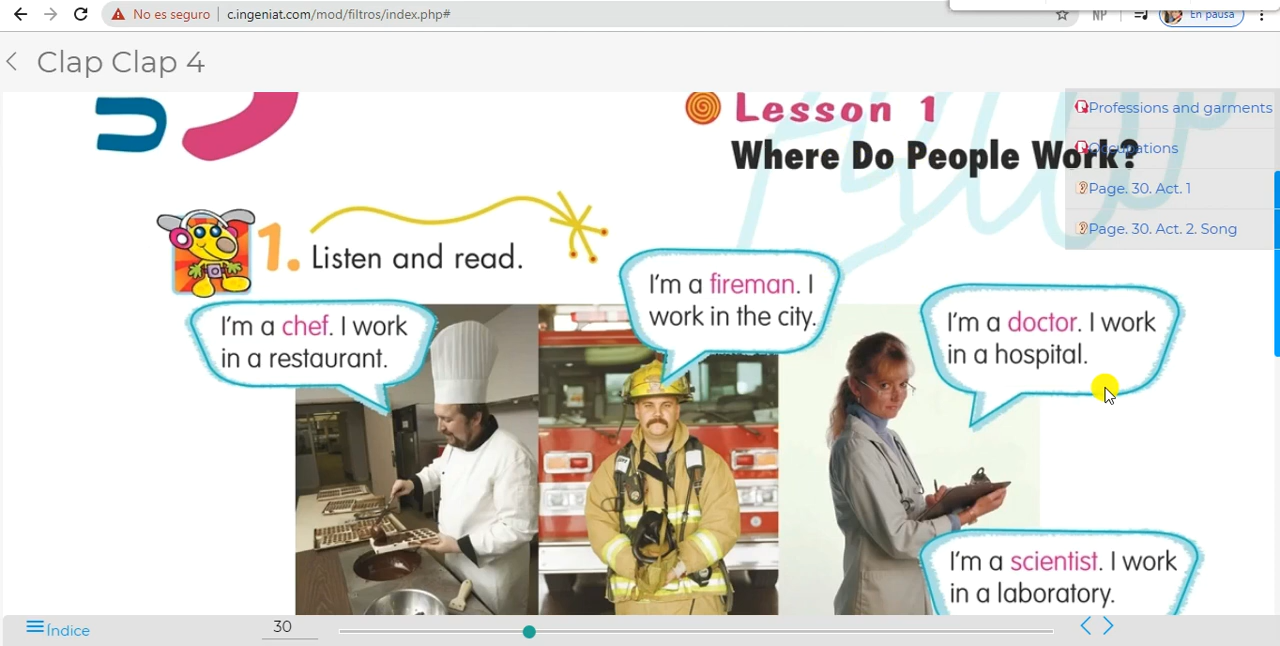 No es seguro
c.ingeniat.com/mod/filtros/index.php#
NP
En pausa
Clap Clap 4
Lesson 1
Where Do People Work?
Professions and garments
Occupations
Page. 30. Act. 1
Page. 30. Act. 2. Song
1. Listen and read.
I'm a chef. I work
in a restaurant.
I'm a fireman. I
work in the city.
I'm a doctor. I work
in a hospital.
I'm a scientist. I work
in a laboratory.
Índice
30